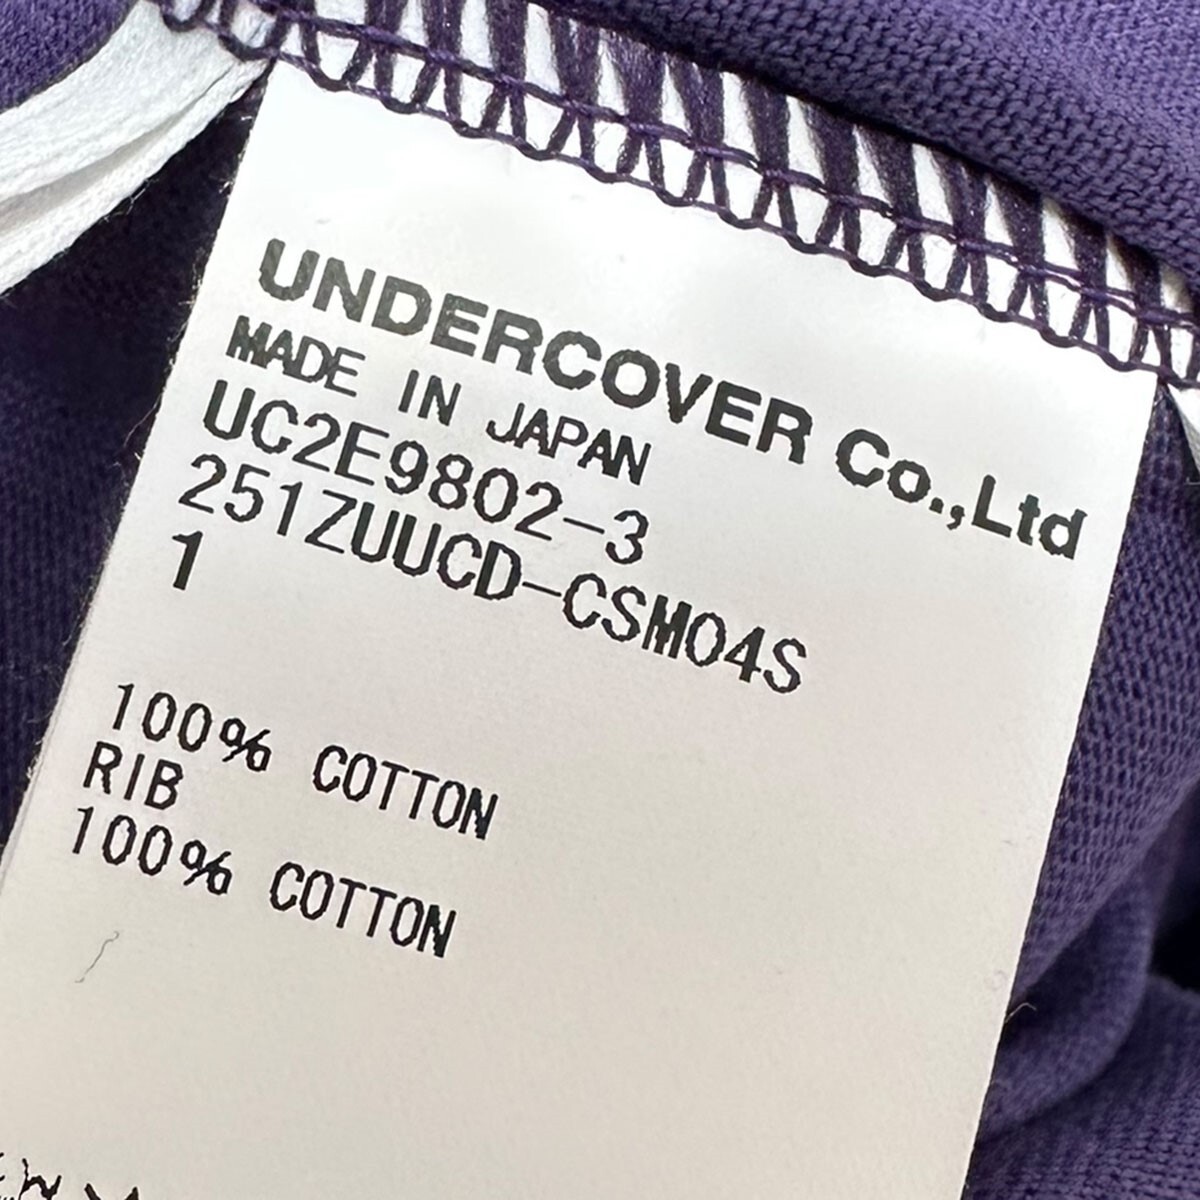 UNDERCOVER Co.,Ltd
MADE IN JAPAN
UC2E9802-3
251ZUUCD-CSM04S
1
100% COTTON
RIB
100% COTTON